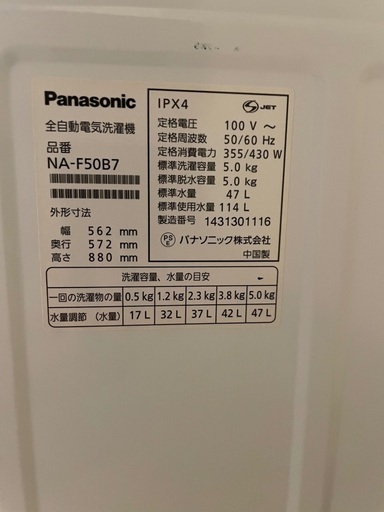 Panasonic
全自動電気洗濯機
品番
NA-F50B7
外形寸法
幅 562 mm
奥行 572 mm
高さ 880 mm
IPX4
S JET
定格電圧 100 V ~
定格周波数 50/60 Hz
定格消費電力 355/430 W
標準洗濯容量 5.0 kg
標準脱水容量 5.0 kg
標準水量 47 L
標準使用水量 114 L
製造番号 1431301116
PS E パナソニック株式会社
中国製
洗濯容量、水量の目安
一回の洗濯物の量 0.5 kg 1.2 kg 2.3 kg 3.8 kg 5.0 kg
水量調節 (水量) 17 L 32 L 37 L 42 L 47 L